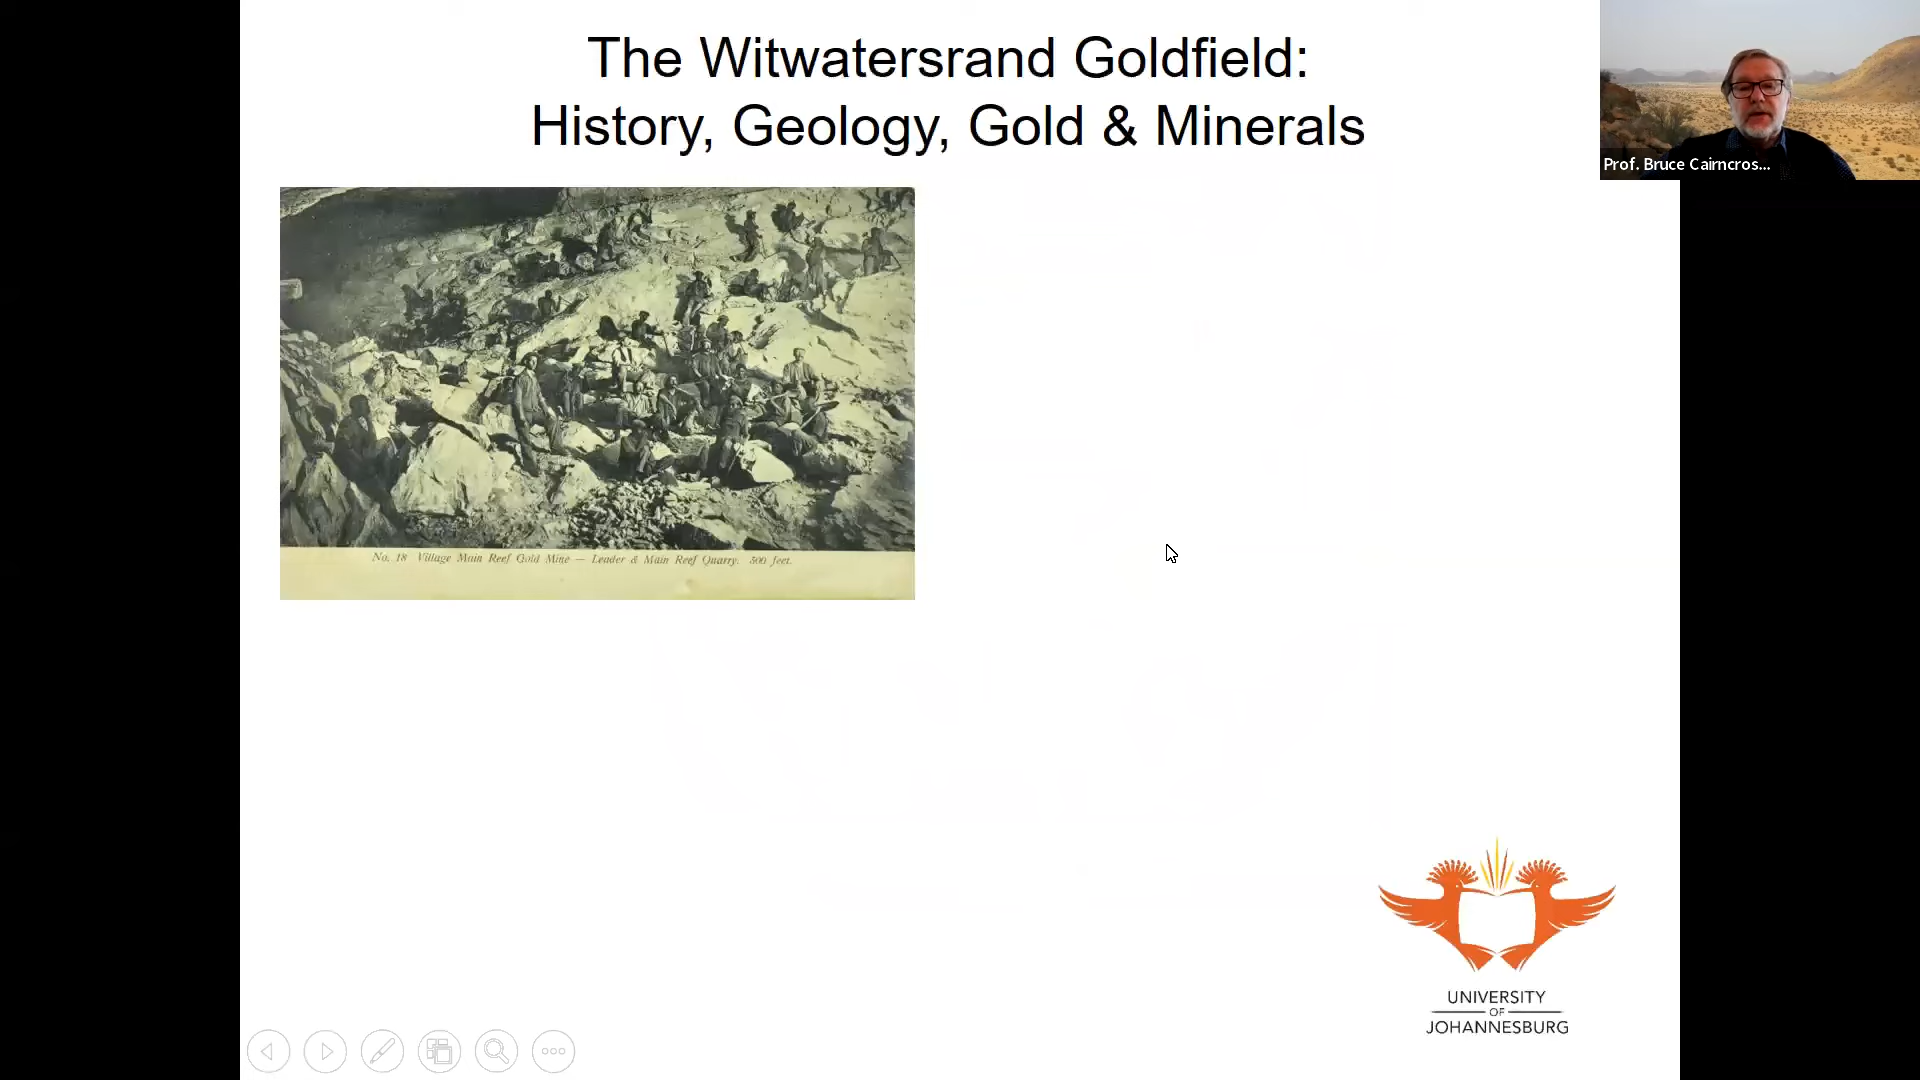 The Witwatersrand Goldfield:
History, Geology, Gold & Minerals
Prof. Bruce Cairncros...
No. 18 Village Main Reef Gold Mine — Leader & Main Reef Quarry. 500 feet.
UNIVERSITY
OF
JOHANNESBURG